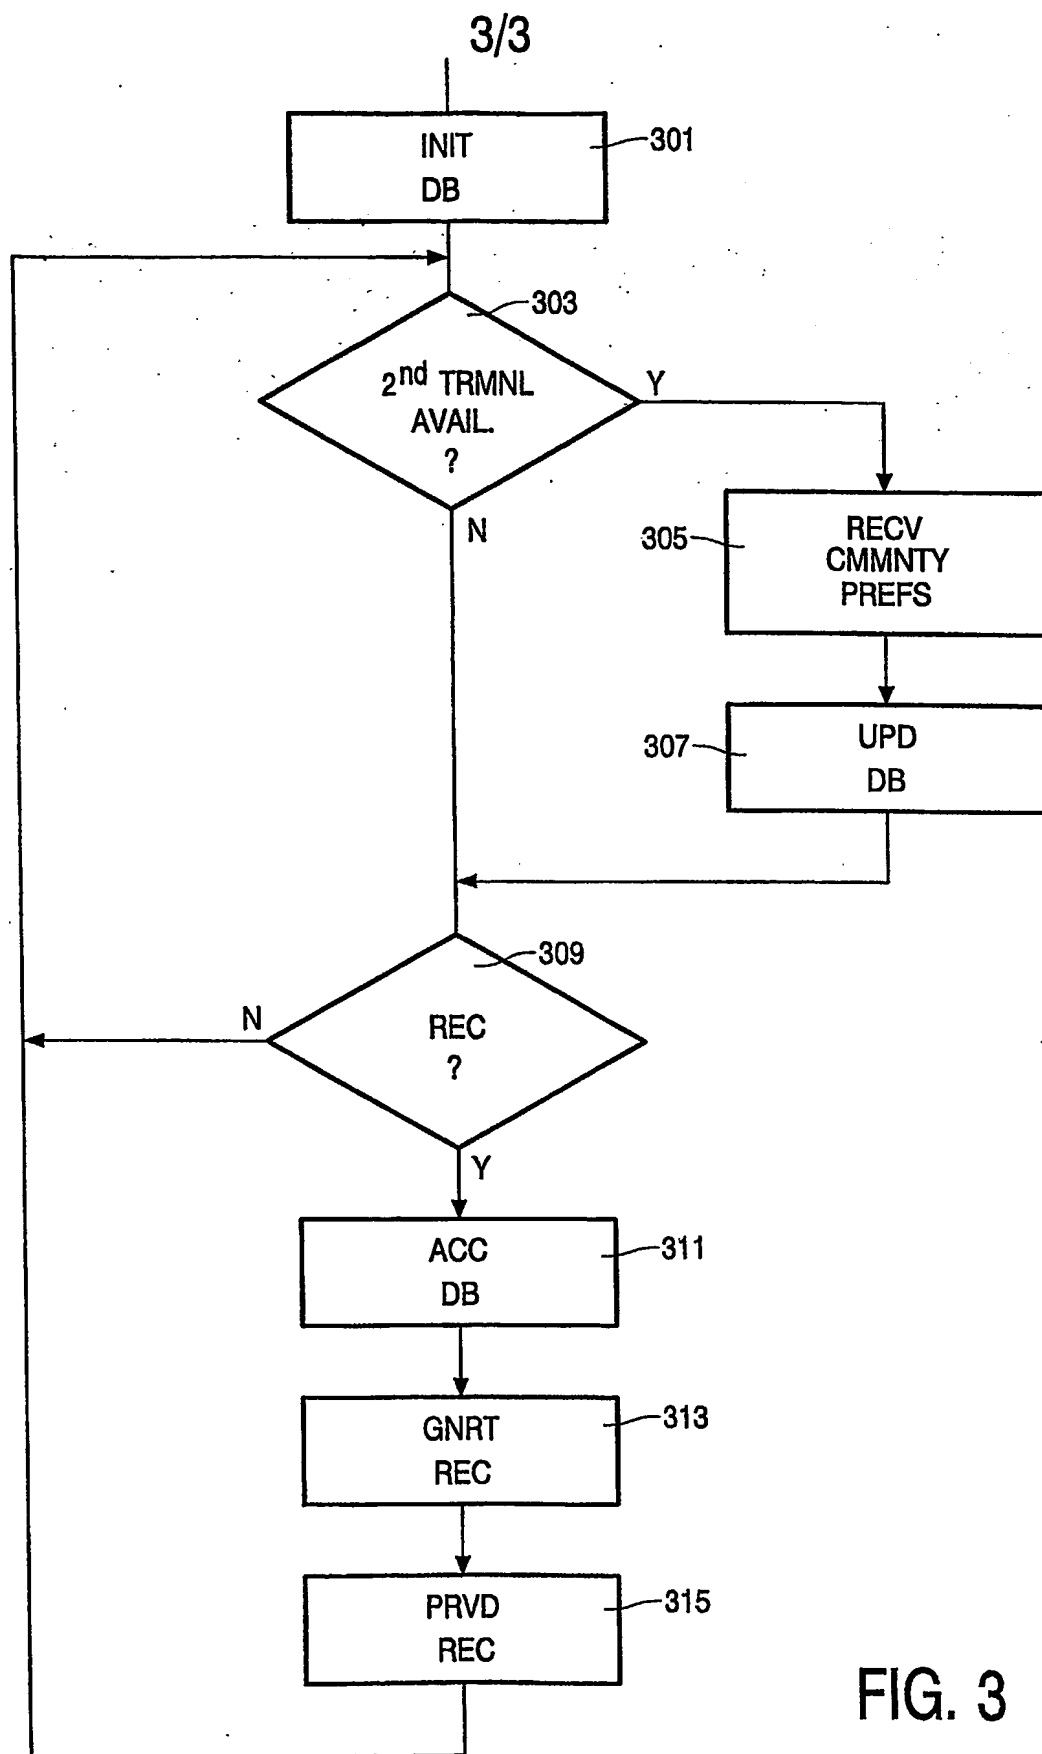 3/3
INIT
DB
301
303
2nd TRMNL
AVAIL.
?
Y
N
305
RECV
CMMNTY
PREFS
307
UPD
DB
309
REC
?
N
Y
ACC
DB
311
GNRT
REC
313
PRVD
REC
315
FIG. 3